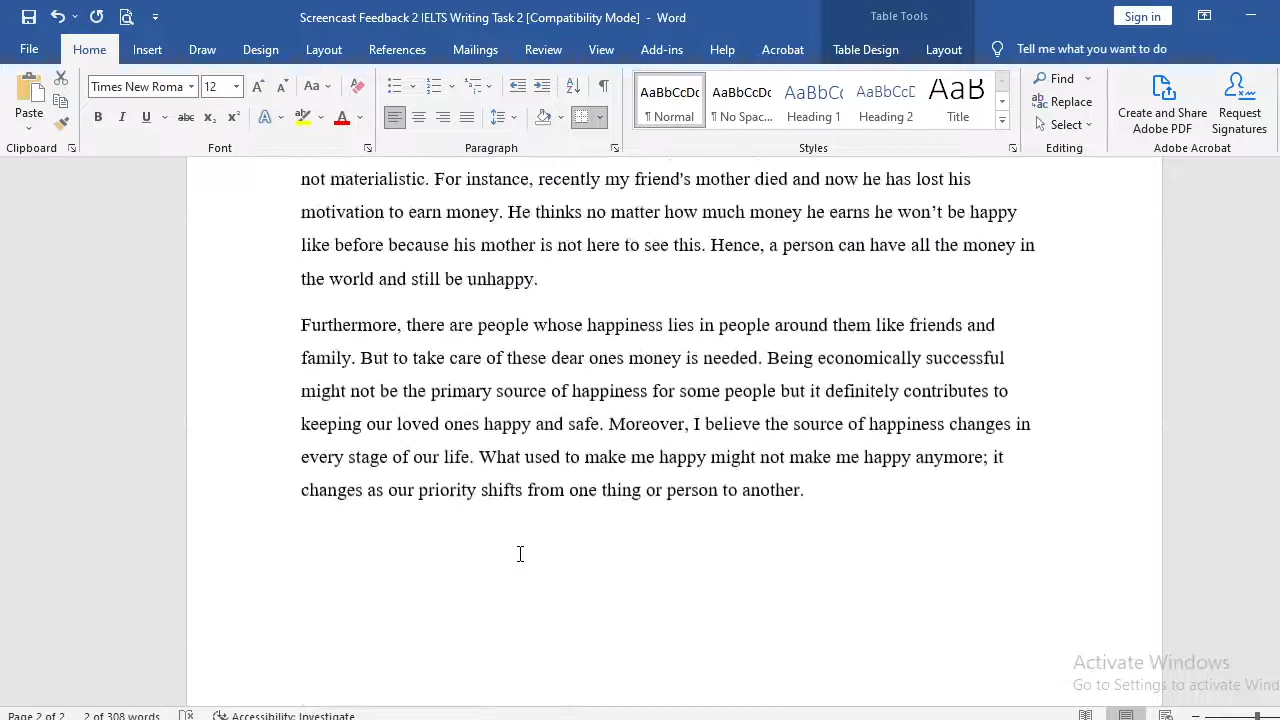 Screencast Feedback 2 IELTS Writing Task 2 [Compatibility Mode] - Word
Table Tools
Sign in
File Home Insert Draw Design Layout References Mailings Review View Add-ins Help Acrobat Table Design Layout Tell me what you want to do
Paste
Clipboard
Times New Roma 12
Font
Paragraph
AaBbCcDc AaBbCcDc AaBbCc AaBbCcD AaB
¶ Normal ¶ No Spac... Heading 1 Heading 2 Title
Styles
Find
Replace
Select
Editing
Create and Share Adobe PDF
Request Signatures
Adobe Acrobat
not materialistic. For instance, recently my friend's mother died and now he has lost his
motivation to earn money. He thinks no matter how much money he earns he won’t be happy
like before because his mother is not here to see this. Hence, a person can have all the money in
the world and still be unhappy.
Furthermore, there are people whose happiness lies in people around them like friends and
family. But to take care of these dear ones money is needed. Being economically successful
might not be the primary source of happiness for some people but it definitely contributes to
keeping our loved ones happy and safe. Moreover, I believe the source of happiness changes in
every stage of our life. What used to make me happy might not make me happy anymore; it
changes as our priority shifts from one thing or person to another.
Activate Windows
Go to Settings to activate Wind
Page 2 of 2 2 of 308 words Accessibility: Investigate